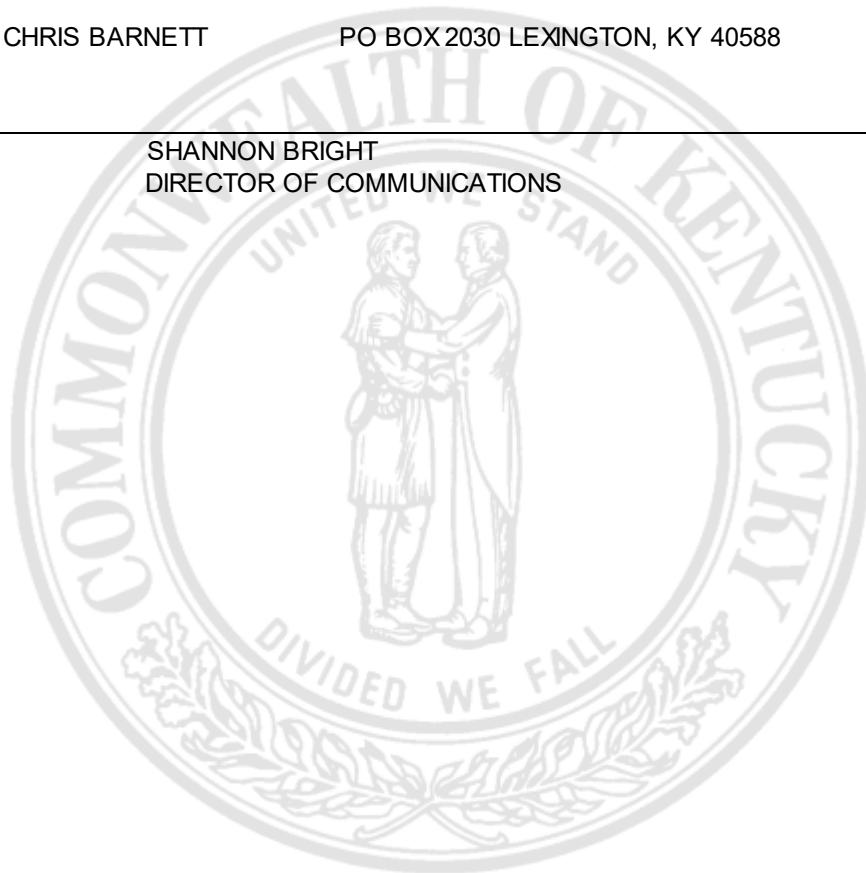 CHRIS BARNETT PO BOX 2030 LEXINGTON, KY 40588
SHANNON BRIGHT
DIRECTOR OF COMMUNICATIONS
COMMONWEALTH OF KENTUCKY
UNITED WE STAND
DIVIDED WE FALL